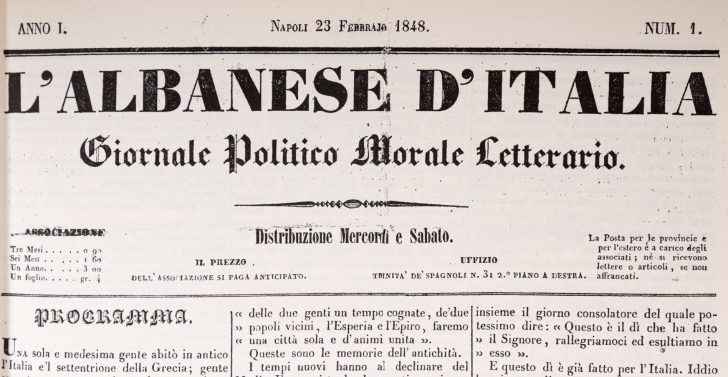 ANNO I. NAPOLI 23 FEBBRAJO 1848. NUM. 1.
L'ALBANESE D'ITALIA
Giornale Politico Morale Letterario.
ASSOCIAZIONE
Tre Mesi . . . . . 0 90
Sei Mesi . . . . . 1 60
Un Anno. . . . . 3 00
Un foglio. . . . gr. 4
Distribuzione Mercordì e Sabato.
IL PREZZO
DELL'ASSOCIAZIONE SI PAGA ANTICIPATO.
UFFIZIO
TRINITA' DE' SPAGNOLI N. 31 2.° PIANO A DESTRA.
La Posta per le provincie e
per l'estero è a carico degli
associati ; nè si ricevono
lettere o articoli , se non
affrancati.
PROGRAMMA.
UNA sola e medesima gente abitò in antico
l'Italia e'l settentrione della Grecia; gente
« delle due genti un tempo cognate, de'due
« popoli vicini, l'Esperia e l'Epiro, faremo
« una città sola e d'animi unita ».
Queste sono le memorie dell'antichità.
I tempi nuovi hanno al declinare del
insieme il giorno consolatore del quale po-
tessimo dire: « Questo è il dì che ha fatto
« il Signore, rallegriamoci ed esultiamo in
« esso ».
E questo dì è già fatto per l'Italia. Iddio